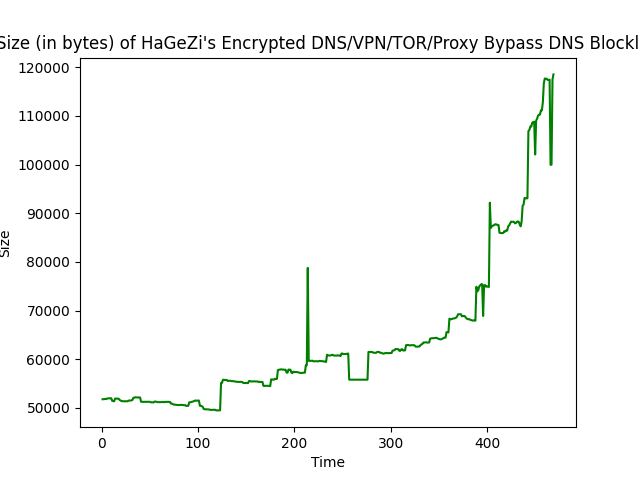 Size (in bytes) of HaGeZi's Encrypted DNS/VPN/TOR/Proxy Bypass DNS Blockl
120000
110000
100000
90000
80000
70000
60000
50000
Size
0 100 200 300 400
Time